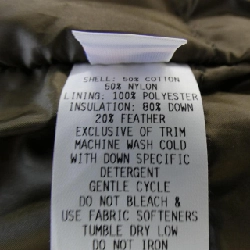 SHELL: 50% COTTON
50% NYLON
LINING: 100% POLYESTER
INSULATION: 80% DOWN
20% FEATHER
EXCLUSIVE OF TRIM
MACHINE WASH COLD
WITH DOWN SPECIFIC
DETERGENT
GENTLE CYCLE
DO NOT BLEACH &
USE FABRIC SOFTENERS
TUMBLE DRY LOW
DO NOT IRON